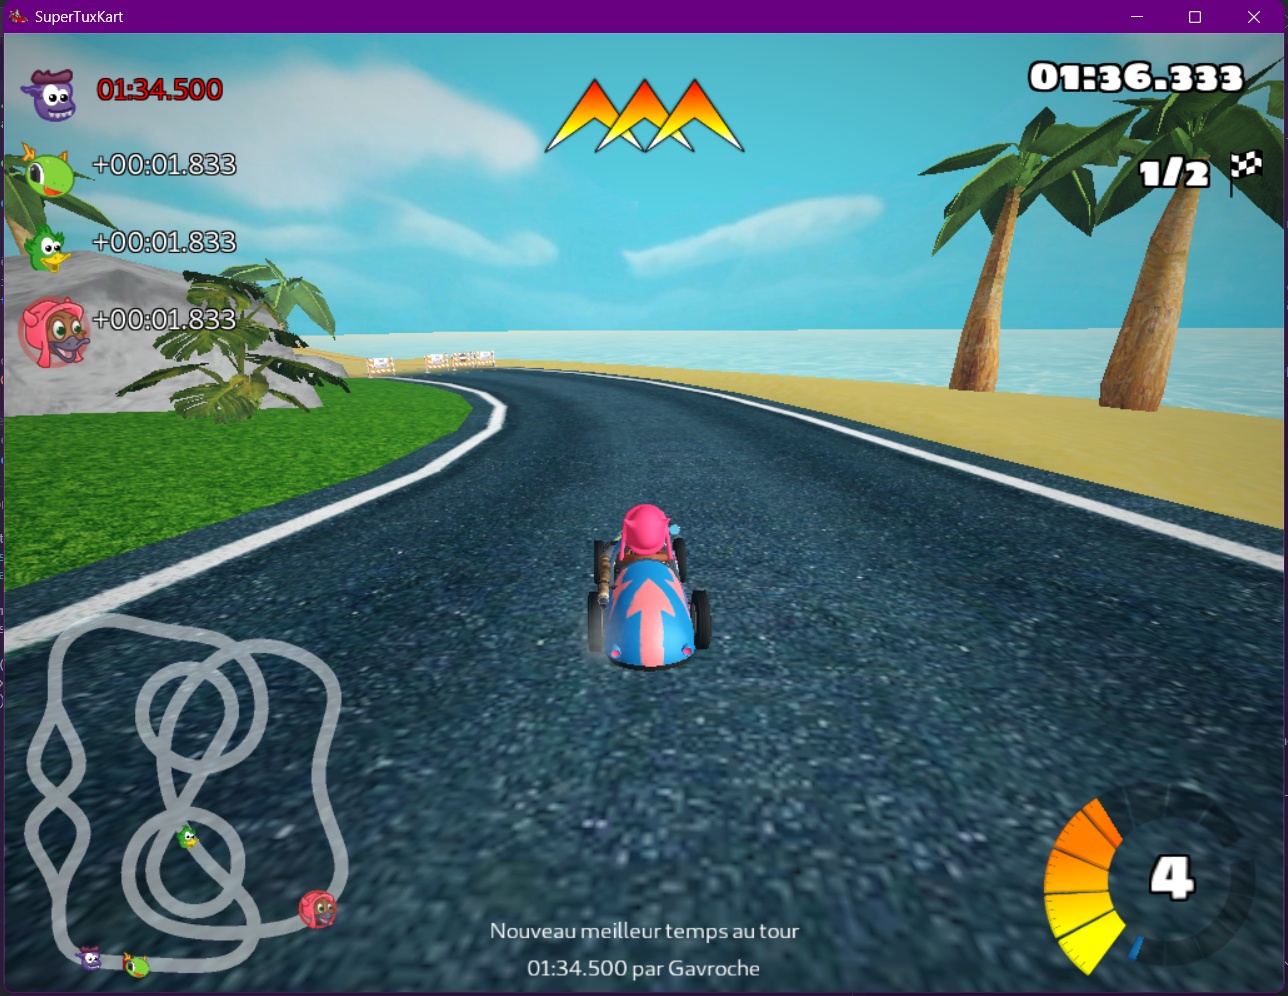 SuperTuxKart
01:34.500
01:36.333
+00:01.833
1/2
+00:01.833
+00:01.833
4
Nouveau meilleur temps au tour
01:34.500 par Gavroche